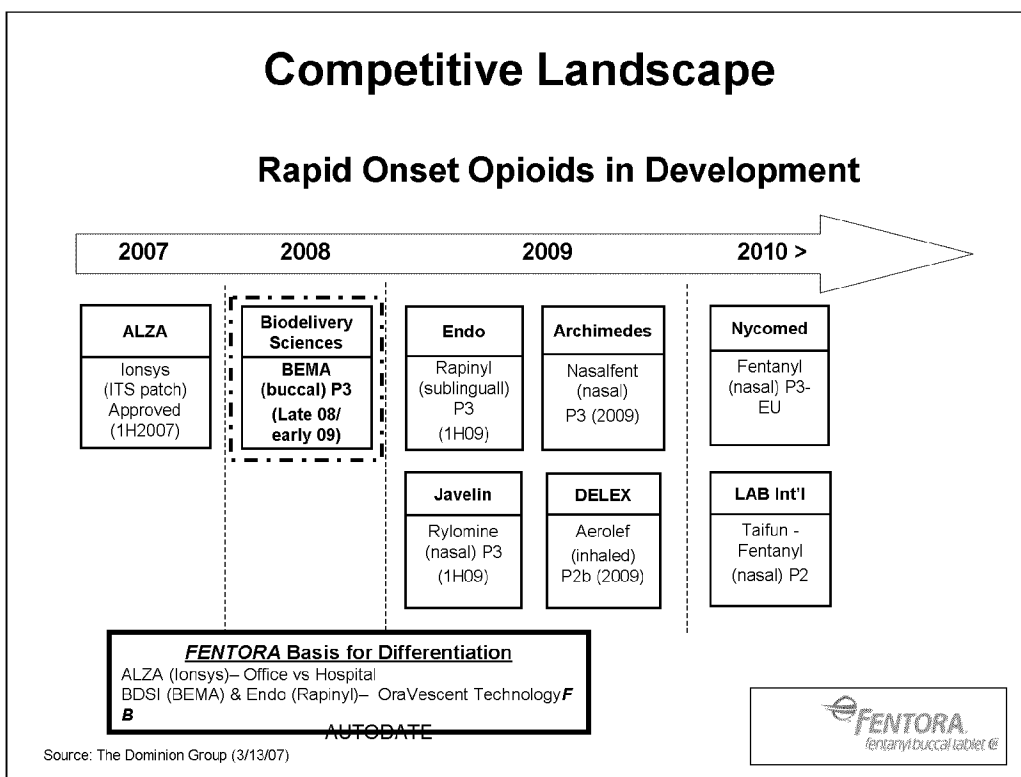 Competitive Landscape
Rapid Onset Opioids in Development
2007
2008
2009
2010 >
ALZA
Ionsys
(ITS patch)
Approved
(1H2007)
Biodelivery
Sciences
BEMA
(buccal) P3
(Late 08/
early 09)
Endo
Rapinyl
(sublinguall)
P3
(1H09)
Archimedes
Nasalfent
(nasal)
P3 (2009)
Nycomed
Fentanyl
(nasal) P3-
EU
Javelin
Rylomine
(nasal) P3
(1H09)
DELEX
Aerolef
(inhaled)
P2b (2009)
LAB Int'l
Taifun -
Fentanyl
(nasal) P2
FENTORA Basis for Differentiation
ALZA (Ionsys)– Office vs Hospital
BDSI (BEMA) & Endo (Rapinyl)– OraVescent Technology F
B
AUTODATE
Source: The Dominion Group (3/13/07)
FENTORA
fentanyl buccal tablet